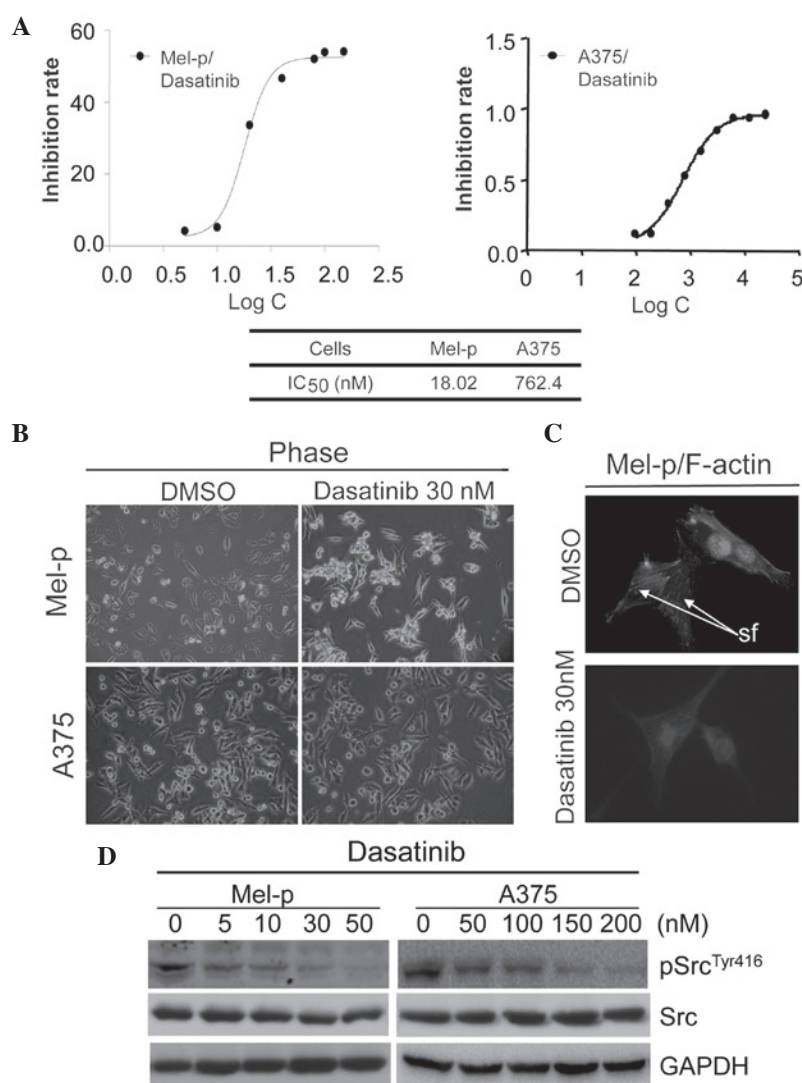 A
60
40
20
0.0
Inhibition rate
Mel-p/
Dasatinib
0.0 0.5 1.0 1.5 2.0 2.5
Log C
1.5
1.0
0.5
0.0
Inhibition rate
A375/
Dasatinib
0 1 2 3 4 5
Log C
Cells Mel-p A375
IC50 (nM) 18.02 762.4
B
Phase
DMSO Dasatinib 30 nM
Mel-p
A375
C
Mel-p/F-actin
DMSO
sf
Dasatinib 30nM
D
Dasatinib
Mel-p A375
0 5 10 30 50 0 50 100 150 200 (nM)
pSrcTyr416
Src
GAPDH